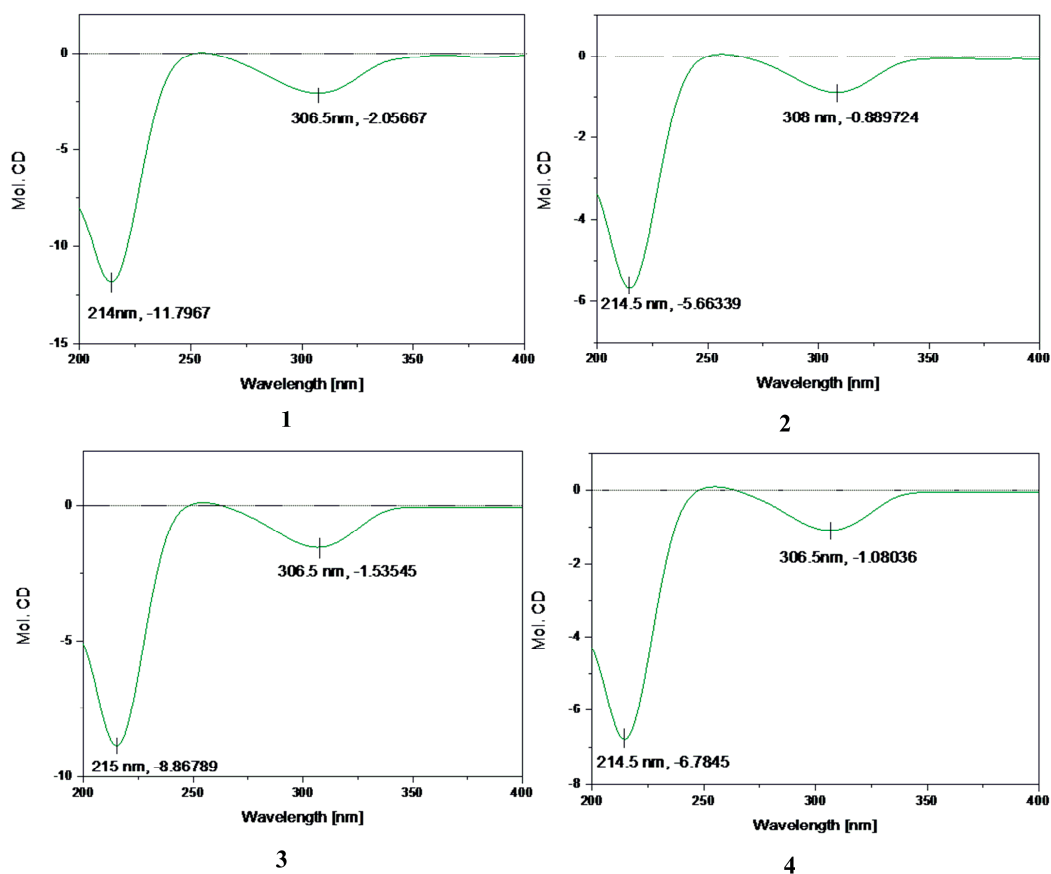 0
-5
-10
-15
Mol. CD
306.5nm, -2.05667
214nm, -11.7967
200
250
300
350
400
Wavelength [nm]
1
0
-2
-4
-6
Mol. CD
308 nm, -0.889724
214.5 nm, -5.66339
200
250
300
350
400
Wavelength [nm]
2
0
-5
-10
Mol. CD
306.5 nm, -1.53545
215 nm, -8.86789
200
250
300
350
400
Wavelength [nm]
3
0
-2
-4
-6
-8
Mol. CD
306.5nm, -1.08036
214.5 nm, -6.7845
200
250
300
350
400
Wavelength [nm]
4